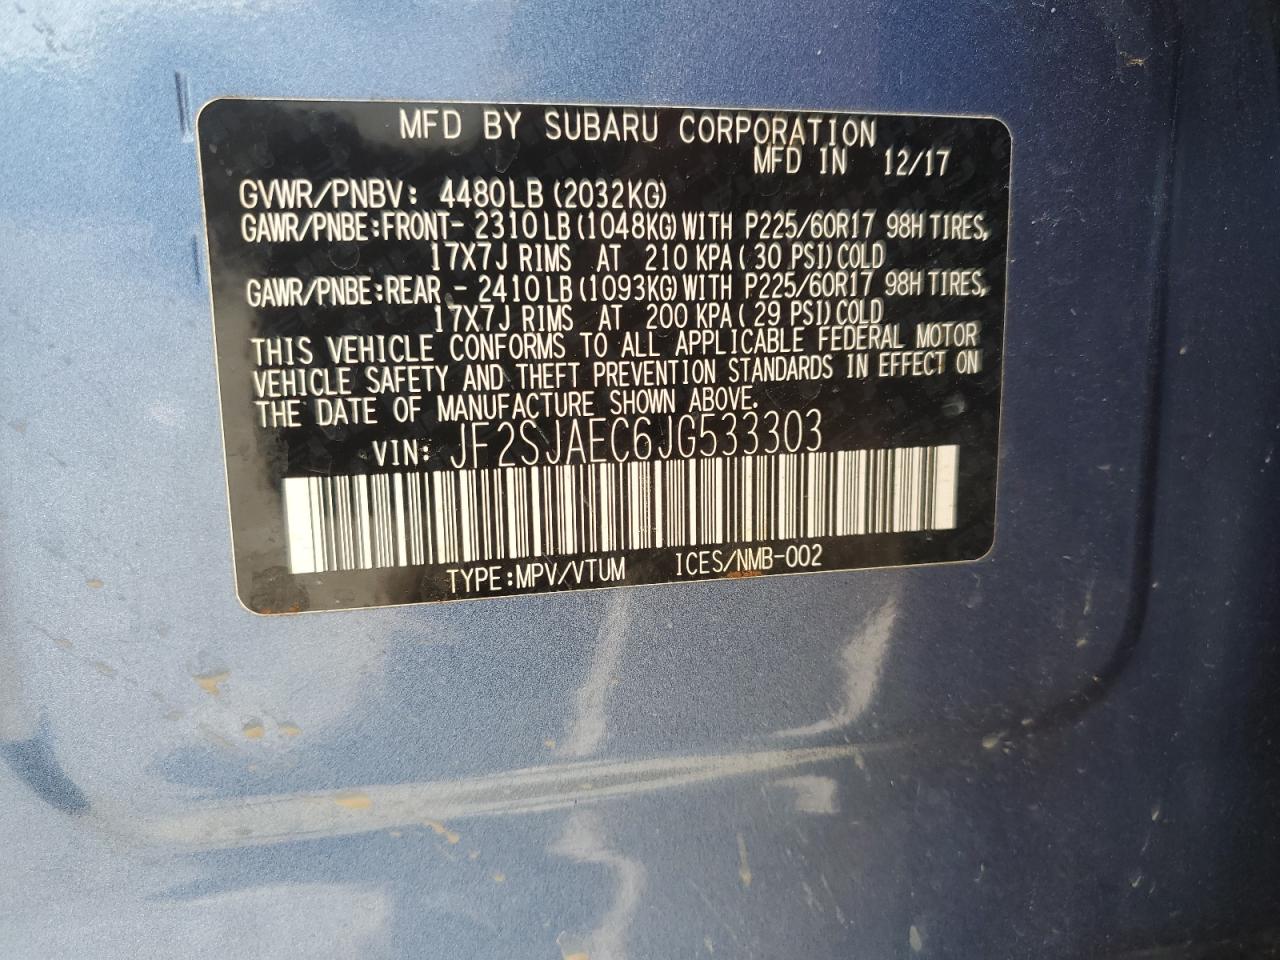 MFD BY SUBARU CORPORATION
MFD IN 12/17
GVWR/PNBV: 4480LB (2032KG)
GAWR/PNBE:FRONT- 2310LB (1048KG)WITH P225/60R17 98H TIRES,
17X7J RIMS AT 210 KPA( 30 PSI)COLD
GAWR/PNBE:REAR - 2410LB (1093KG)WITH P225/60R17 98H TIRES,
17X7J RIMS AT 200 KPA( 29 PSI)COLD
THIS VEHICLE CONFORMS TO ALL APPLICABLE FEDERAL MOTOR
VEHICLE SAFETY AND THEFT PREVENTION STANDARDS IN EFFECT ON
THE DATE OF MANUFACTURE SHOWN ABOVE.
VIN: JF2SJAEC6JG533303
TYPE:MPV/VTUM ICES/NMB-002